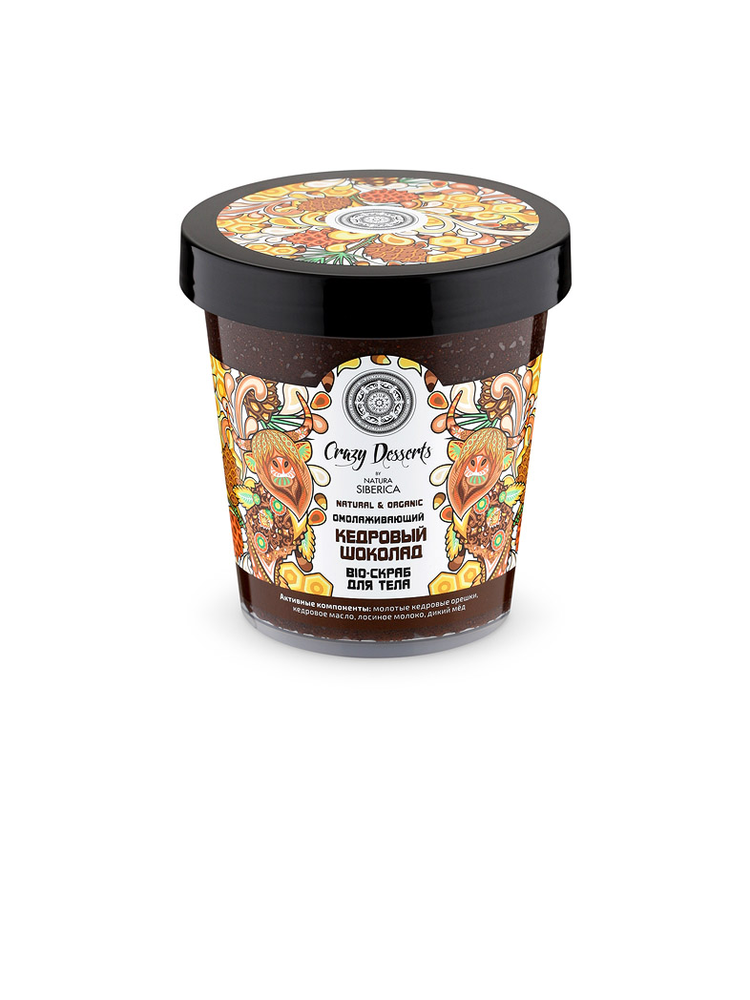 Crazy Desserts
BY
NATURA
SIBERICA
NATURAL & ORGANIC
ОМОЛАЖИВАЮЩИЙ
КЕДРОВЫЙ
ШОКОЛАД
BIO-СКРАБ
ДЛЯ ТЕЛА
Активные компоненты: молотые кедровые орешки,
кедровое масло, лосиное молоко, дикий мёд